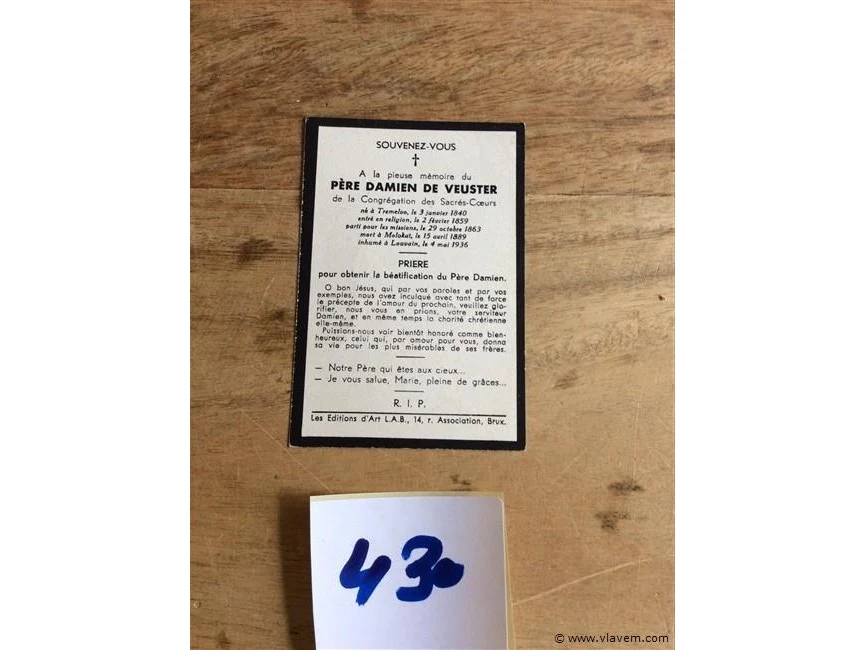 SOUVENEZ-VOUS
†
A la pieuse mémoire du
PÈRE DAMIEN DE VEUSTER
de la Congrégation des Sacrés-Cœurs
né à Tremeloo, le 3 janvier 1840
entré en religion, le 2 février 1859
parti pour les missions, le 29 octobre 1863
mort à Molokaï, le 15 avril 1889
inhumé à Louvain, le 4 mai 1936
PRIERE
pour obtenir la béatification du Père Damien.
O bon Jésus, qui par vos paroles et par vos
exemples, nous avez inculqué avec tant de force
le précepte de l'amour du prochain, veuillez glo-
rifier, nous vous en prions, votre serviteur
Damien, et en même temps la charité chrétienne
elle-même.
Puissions-nous voir bientôt honoré comme bien-
heureux, celui qui, par amour pour vous, donna
sa vie pour les plus misérables de ses frères.
— Notre Père qui êtes aux cieux...
— Je vous salue, Marie, pleine de grâces...
R. I. P.
Les Editions d'Art L.A.B., 14, r. Association, Brux.
43.
© www.vlavem.com